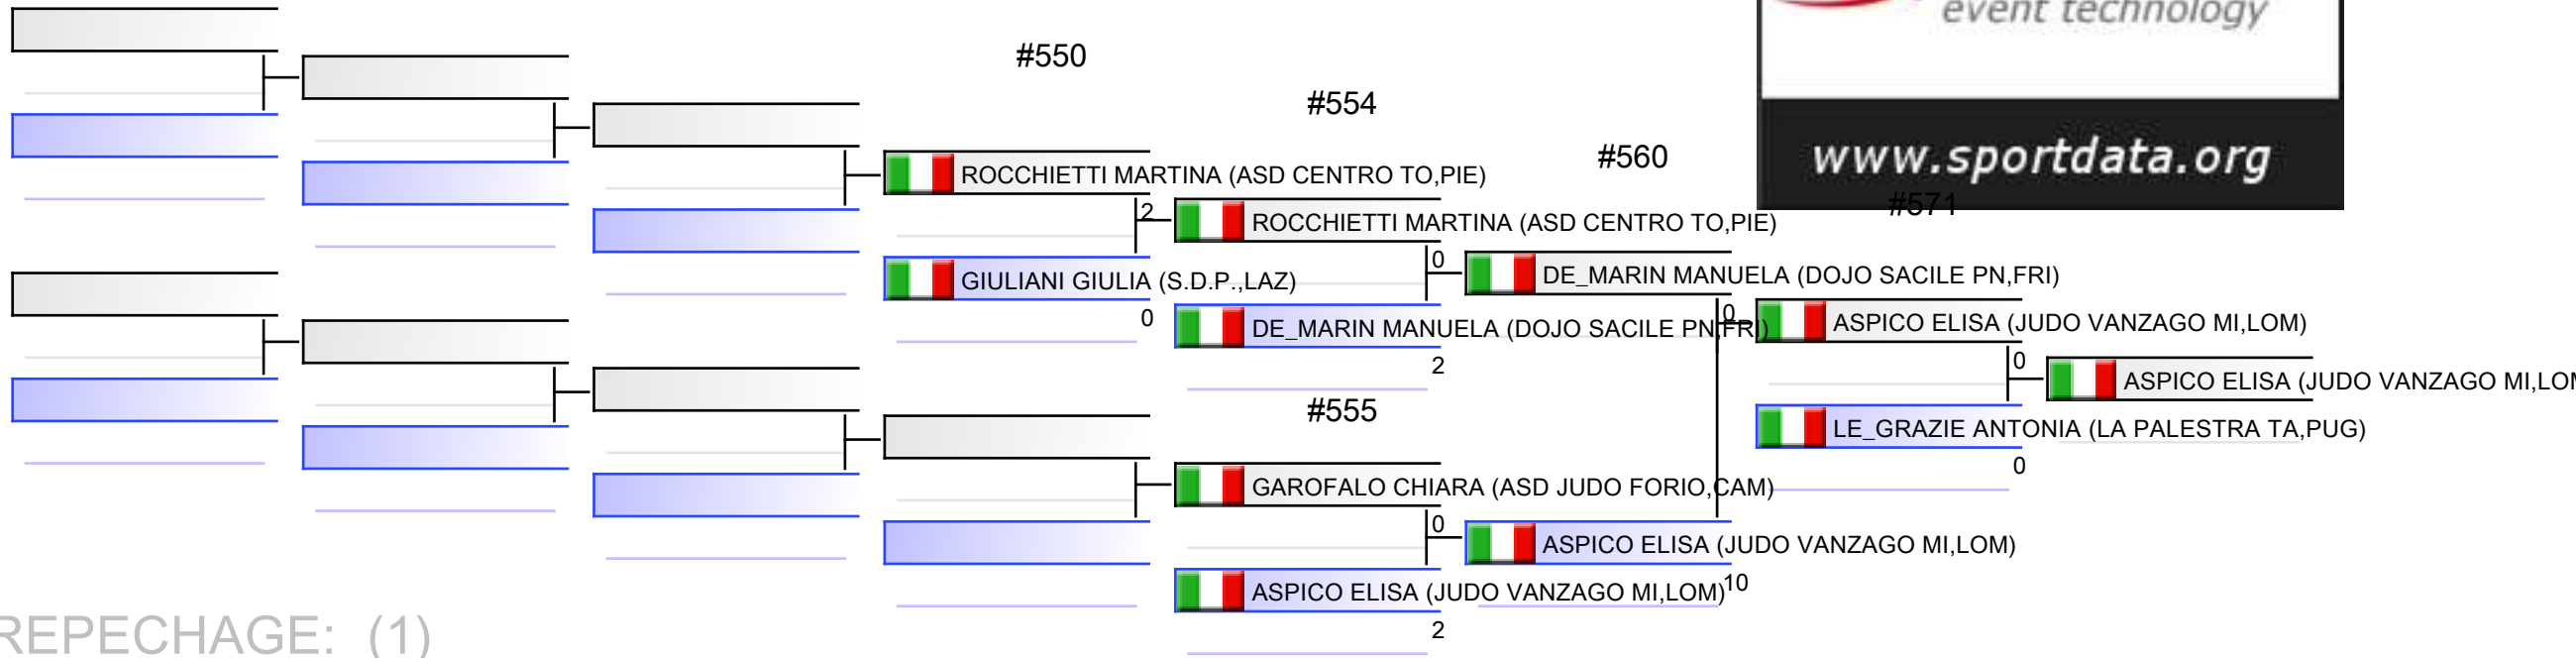 event technology
#550
#554
#560
www.sportdata.org
#571
ROCCHIETTI MARTINA (ASD CENTRO TO,PIE)
2
ROCCHIETTI MARTINA (ASD CENTRO TO,PIE)
0
GIULIANI GIULIA (S.D.P.,LAZ)
0
DE_MARIN MANUELA (DOJO SACILE PN,FRI)
0
DE_MARIN MANUELA (DOJO SACILE PN,FRI)
2
ASPICO ELISA (JUDO VANZAGO MI,LOM)
0
ASPICO ELISA (JUDO VANZAGO MI,LOM
LE_GRAZIE ANTONIA (LA PALESTRA TA,PUG)
0
#555
GAROFALO CHIARA (ASD JUDO FORIO,CAM)
0
ASPICO ELISA (JUDO VANZAGO MI,LOM)
10
ASPICO ELISA (JUDO VANZAGO MI,LOM)
2
REPECHAGE: (1)